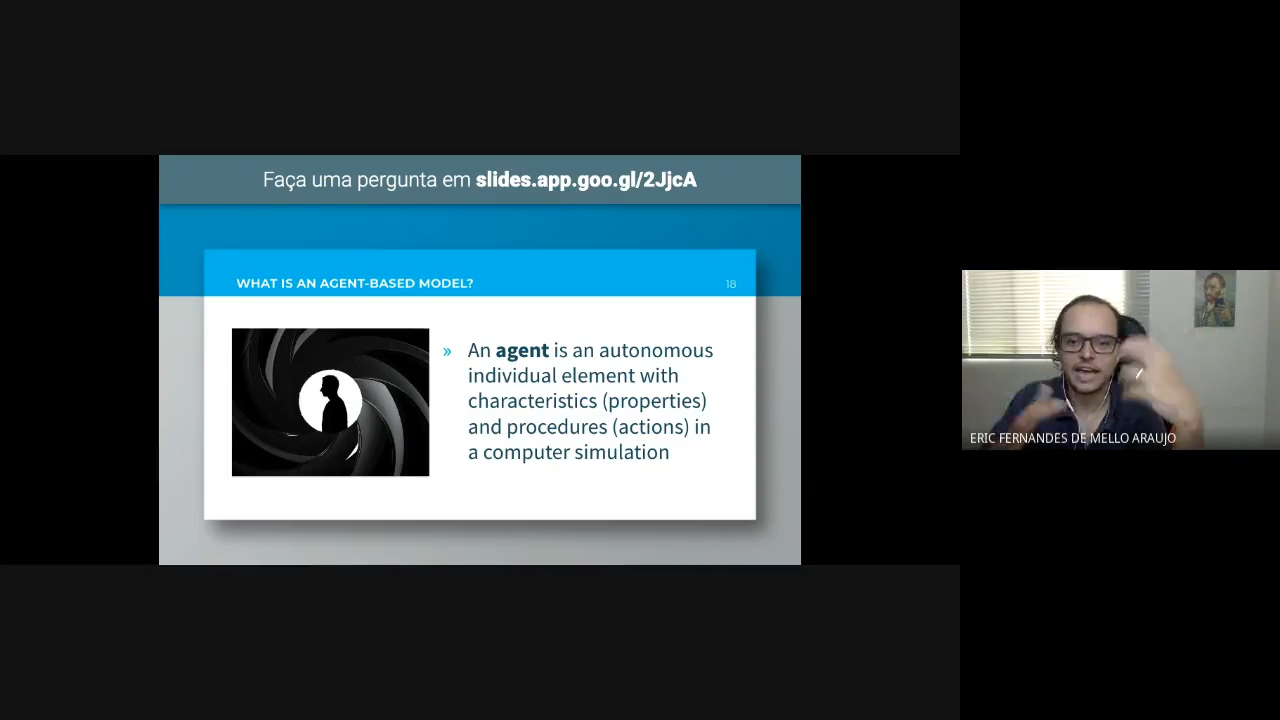 Faça uma pergunta em slides.app.goo.gl/2JjcA
WHAT IS AN AGENT-BASED MODEL? 18
» An agent is an autonomous
individual element with
characteristics (properties)
and procedures (actions) in
a computer simulation
ERIC FERNANDES DE MELLO ARAUJO